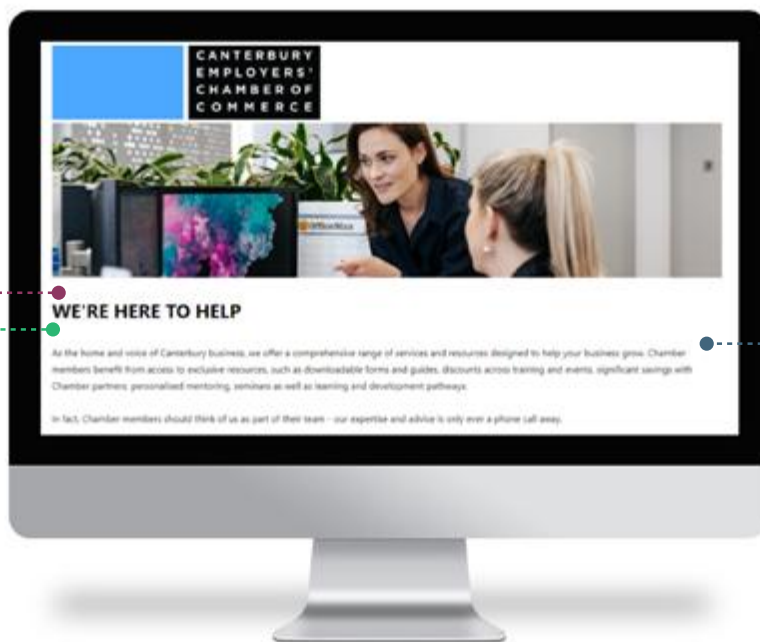 CANTERBURY
EMPLOYERS'
CHAMBER OF
COMMERCE
OfficeMax
WE'RE HERE TO HELP
As the home and voice of Canterbury business, we offer a comprehensive range of services and resources designed to help your business grow. Chamber
members benefit from access to exclusive resources, such as downloadable forms and guides, discounts across training and events, significant savings with
Chamber partners, personalised mentoring, seminars as well as learning and development pathways.
In fact, Chamber members should think of us as part of their team – our expertise and advice is only ever a phone call away.